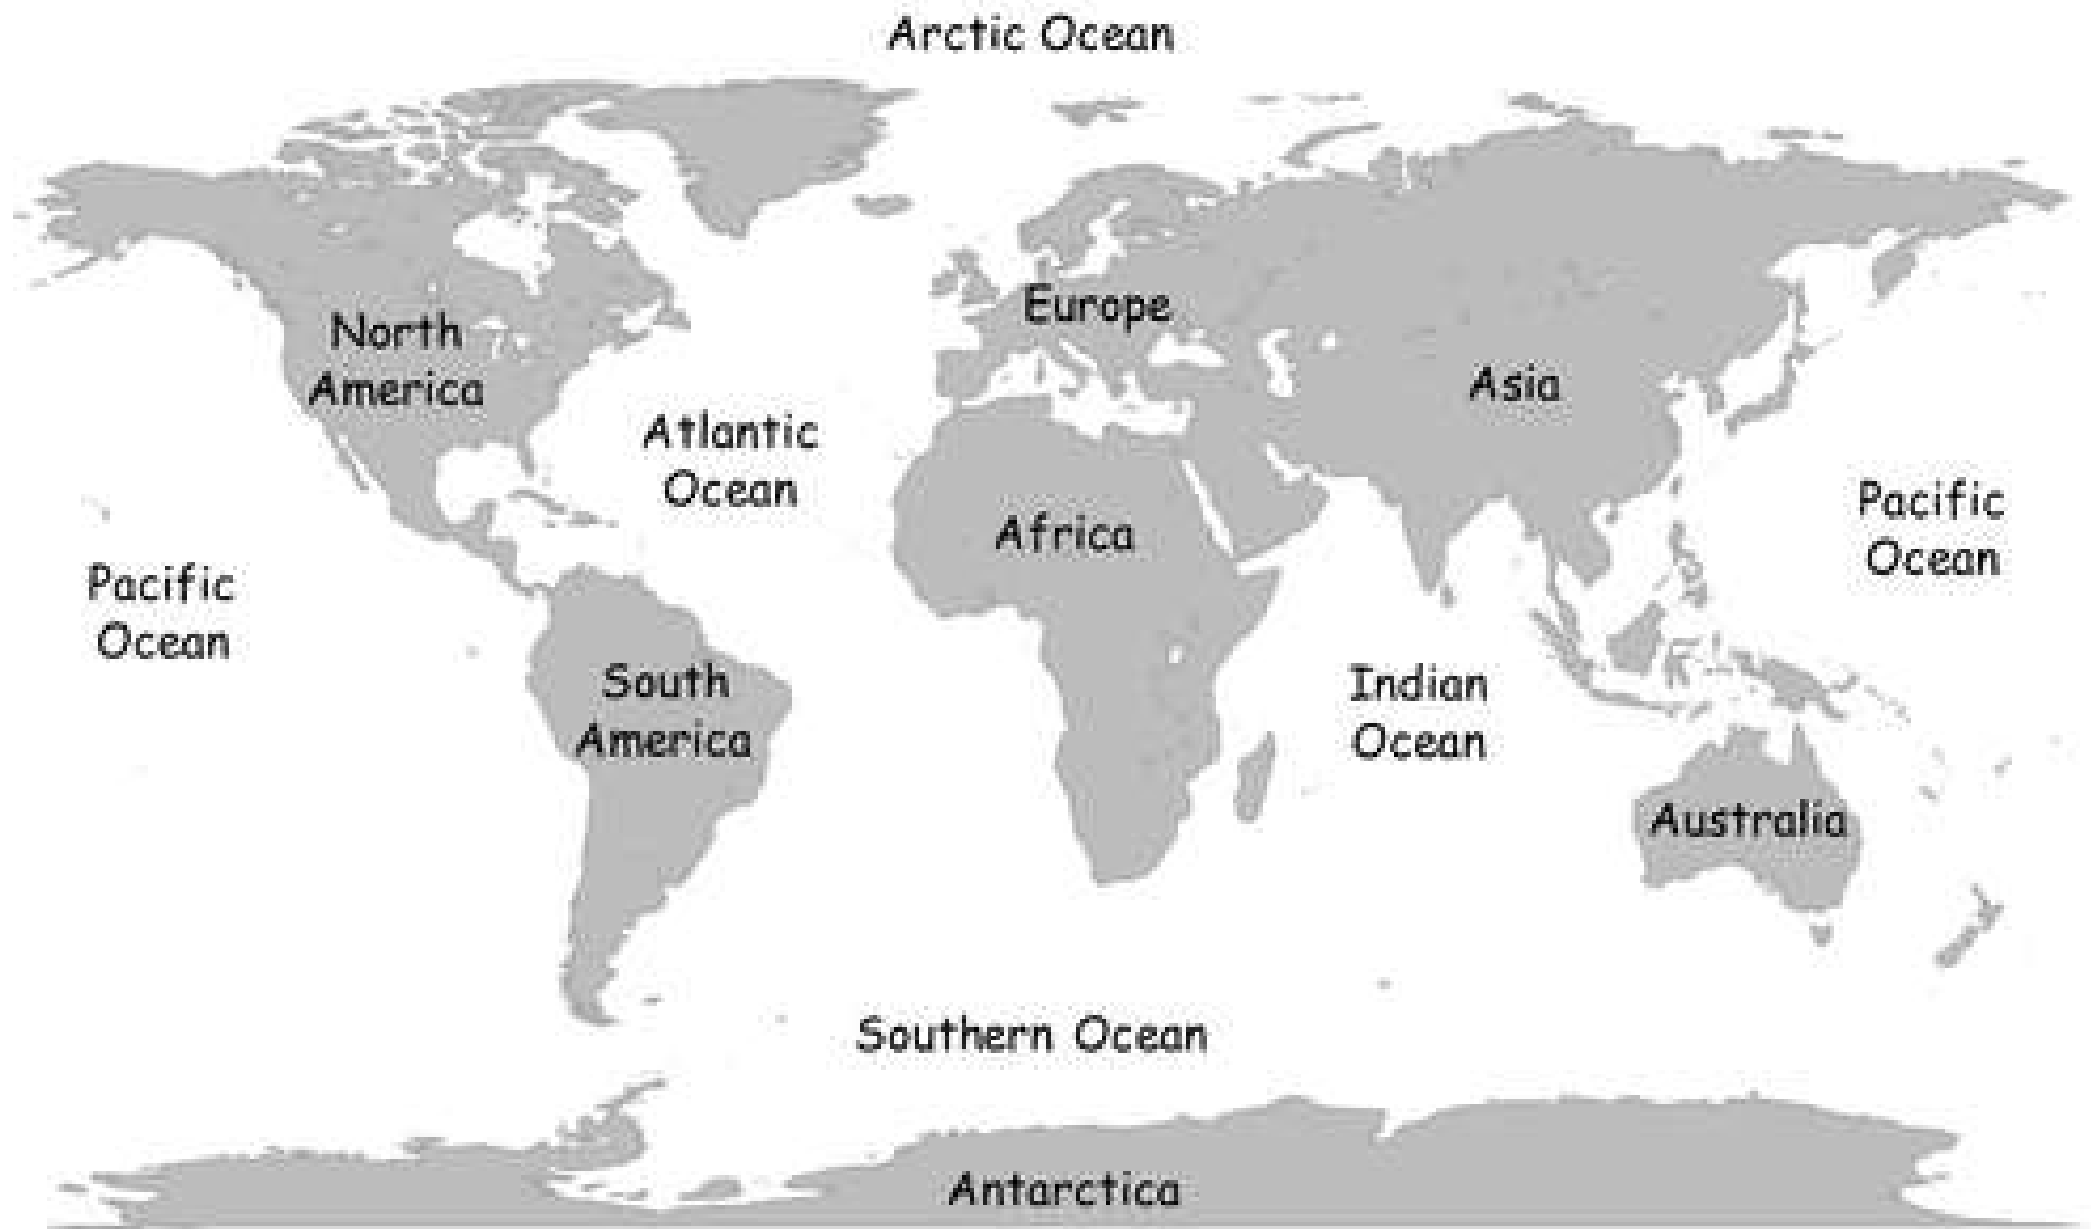 Arctic Ocean
North
America
Europe
Asia
Atlantic
Ocean
Africa
Pacific
Ocean
Pacific
Ocean
South
America
Indian
Ocean
Australia
Southern Ocean
Antarctica